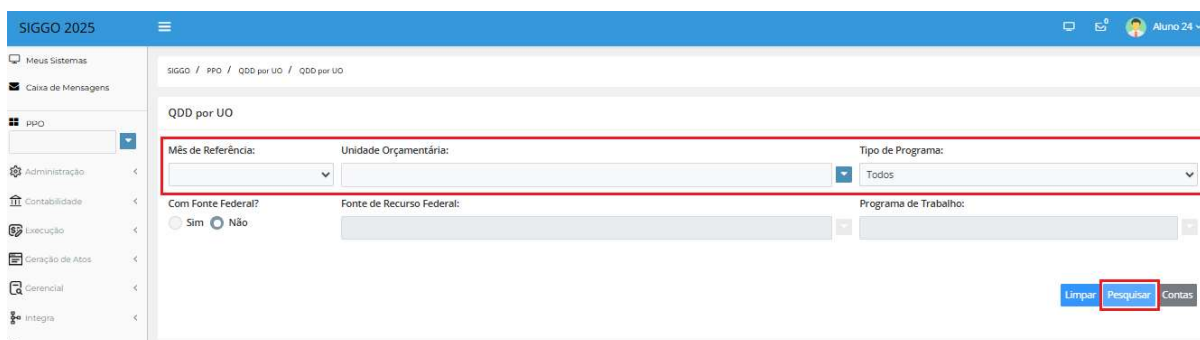 SIGGO 2025
0
Aluno 24
Meus Sistemas
Caixa de Mensagens
PPO
Administração
Contabilidade
Execução
Geração de Atos
Gerencial
Integra
SIGGO / PPO / QDD por UO / QDD por UO
QDD por UO
Mês de Referência: Unidade Orçamentária: Tipo de Programa:
Todos
Com Fonte Federal? Fonte de Recurso Federal: Programa de Trabalho:
Sim Não
Limpar Pesquisar Contas